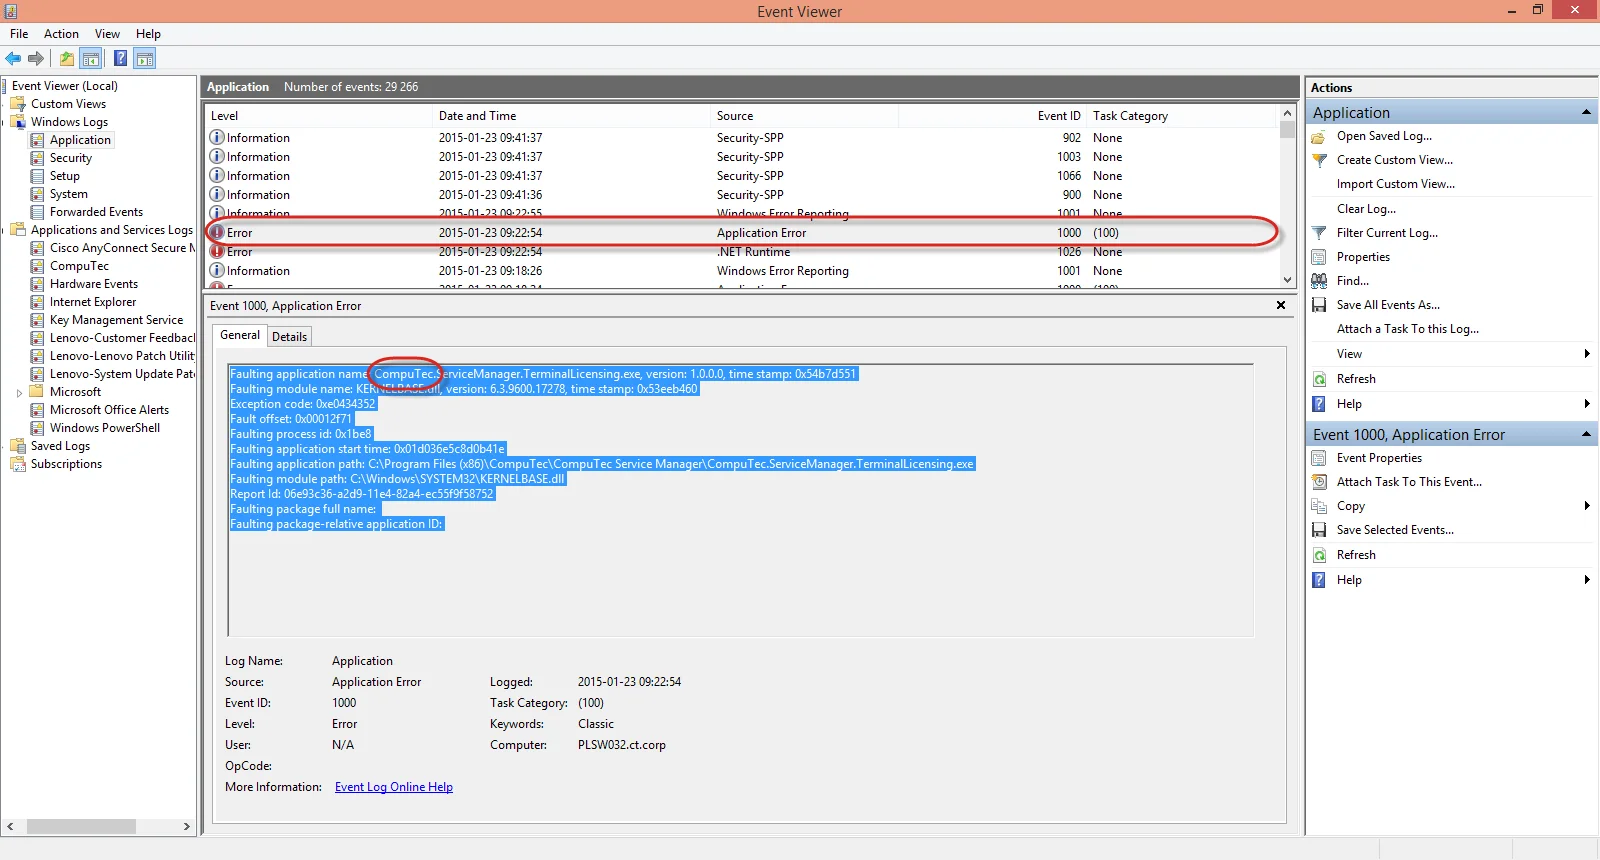 Event Viewer
File Action View Help
Event Viewer (Local)
Custom Views
Windows Logs
Application
Security
Setup
System
Forwarded Events
Applications and Services Logs
Cisco AnyConnect Secure M
CompuTec
Hardware Events
Internet Explorer
Key Management Service
Lenovo-Customer Feedback
Lenovo-Lenovo Patch Utility
Lenovo-System Update Patc
Microsoft
Microsoft Office Alerts
Windows PowerShell
Saved Logs
Subscriptions
Application Number of events: 29 266
Level Date and Time Source Event ID Task Category
Information 2015-01-23 09:41:37 Security-SPP 902 None
Information 2015-01-23 09:41:37 Security-SPP 1003 None
Information 2015-01-23 09:41:37 Security-SPP 1066 None
Information 2015-01-23 09:41:36 Security-SPP 900 None
Information 2015-01-23 09:22:55 Windows Error Reporting 1001 None
Error 2015-01-23 09:22:54 Application Error 1000 (100)
Error 2015-01-23 09:22:54 .NET Runtime 1026 None
Information 2015-01-23 09:18:26 Windows Error Reporting 1001 None
Event 1000, Application Error
General Details
Faulting application name: CompuTec.ServiceManager.TerminalLicensing.exe, version: 1.0.0.0, time stamp: 0x54b7d551
Faulting module name: KERNELBASE.dll, version: 6.3.9600.17278, time stamp: 0x53eeb460
Exception code: 0xe0434352
Fault offset: 0x00012f71
Faulting process id: 0x1be8
Faulting application start time: 0x01d036e5c8d0b41e
Faulting application path: C:\Program Files (x86)\CompuTec\CompuTec Service Manager\CompuTec.ServiceManager.TerminalLicensing.exe
Faulting module path: C:\Windows\SYSTEM32\KERNELBASE.dll
Report Id: 06e93c36-a2d9-11e4-82a4-ec55f9f58752
Faulting package full name:
Faulting package-relative application ID:
Log Name: Application
Source: Application Error Logged: 2015-01-23 09:22:54
Event ID: 1000 Task Category: (100)
Level: Error Keywords: Classic
User: N/A Computer: PLSW032.ct.corp
OpCode:
More Information: Event Log Online Help
Actions
Application
Open Saved Log...
Create Custom View...
Import Custom View...
Clear Log...
Filter Current Log...
Properties
Find...
Save All Events As...
Attach a Task To this Log...
View
Refresh
Help
Event 1000, Application Error
Event Properties
Attach Task To This Event...
Copy
Save Selected Events...
Refresh
Help